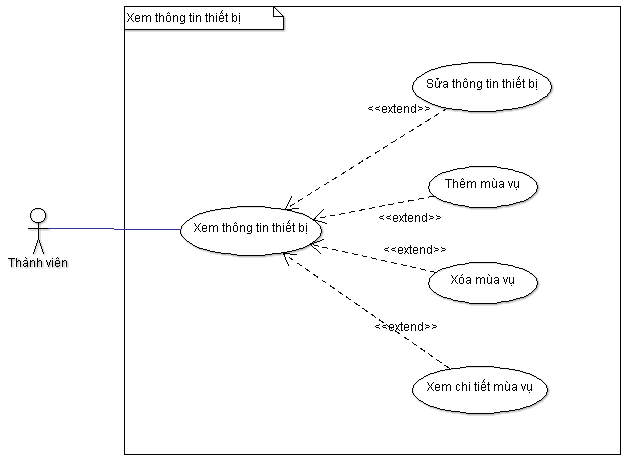 Xem thông tin thiết bị
Sửa thông tin thiết bị
<<extend>>
Thêm mùa vụ
<<extend>>
Xem thông tin thiết bị
<<extend>>
Thành viên
Xóa mùa vụ
<<extend>>
Xem chi tiết mùa vụ